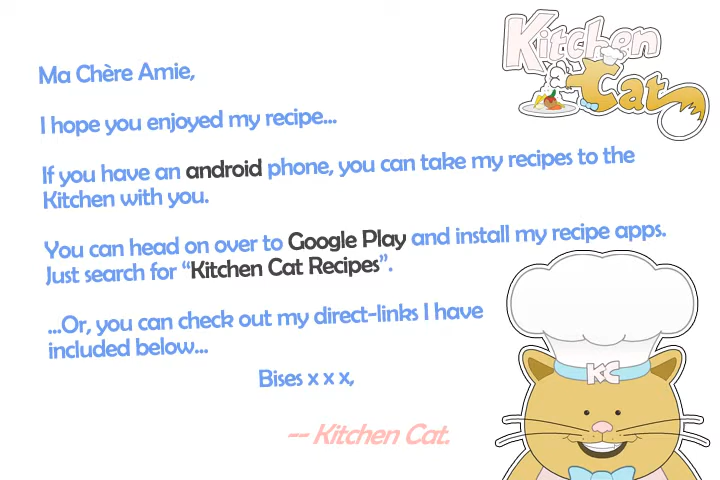 Kitchen
Cat
Ma Chère Amie,
I hope you enjoyed my recipe...
If you have an android phone, you can take my recipes to the
Kitchen with you.
You can head on over to Google Play and install my recipe apps.
Just search for “Kitchen Cat Recipes”.
...Or, you can check out my direct-links I have
included below...
Bises x x x,
-- Kitchen Cat.
KC